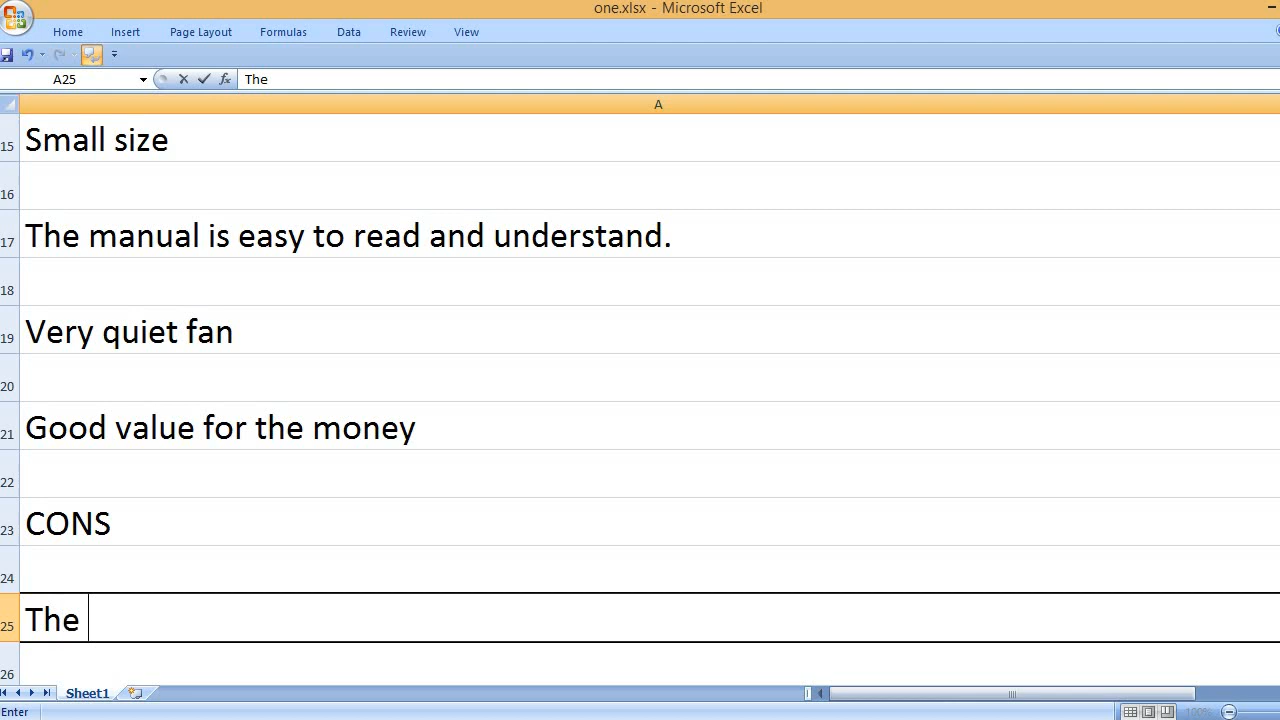 one.xlsx - Microsoft Excel
Home Insert Page Layout Formulas Data Review View
A25 fx The
A
15 Small size
16
17 The manual is easy to read and understand.
18
19 Very quiet fan
20
21 Good value for the money
22
23 CONS
24
25 The
26
Sheet1
Enter 100%